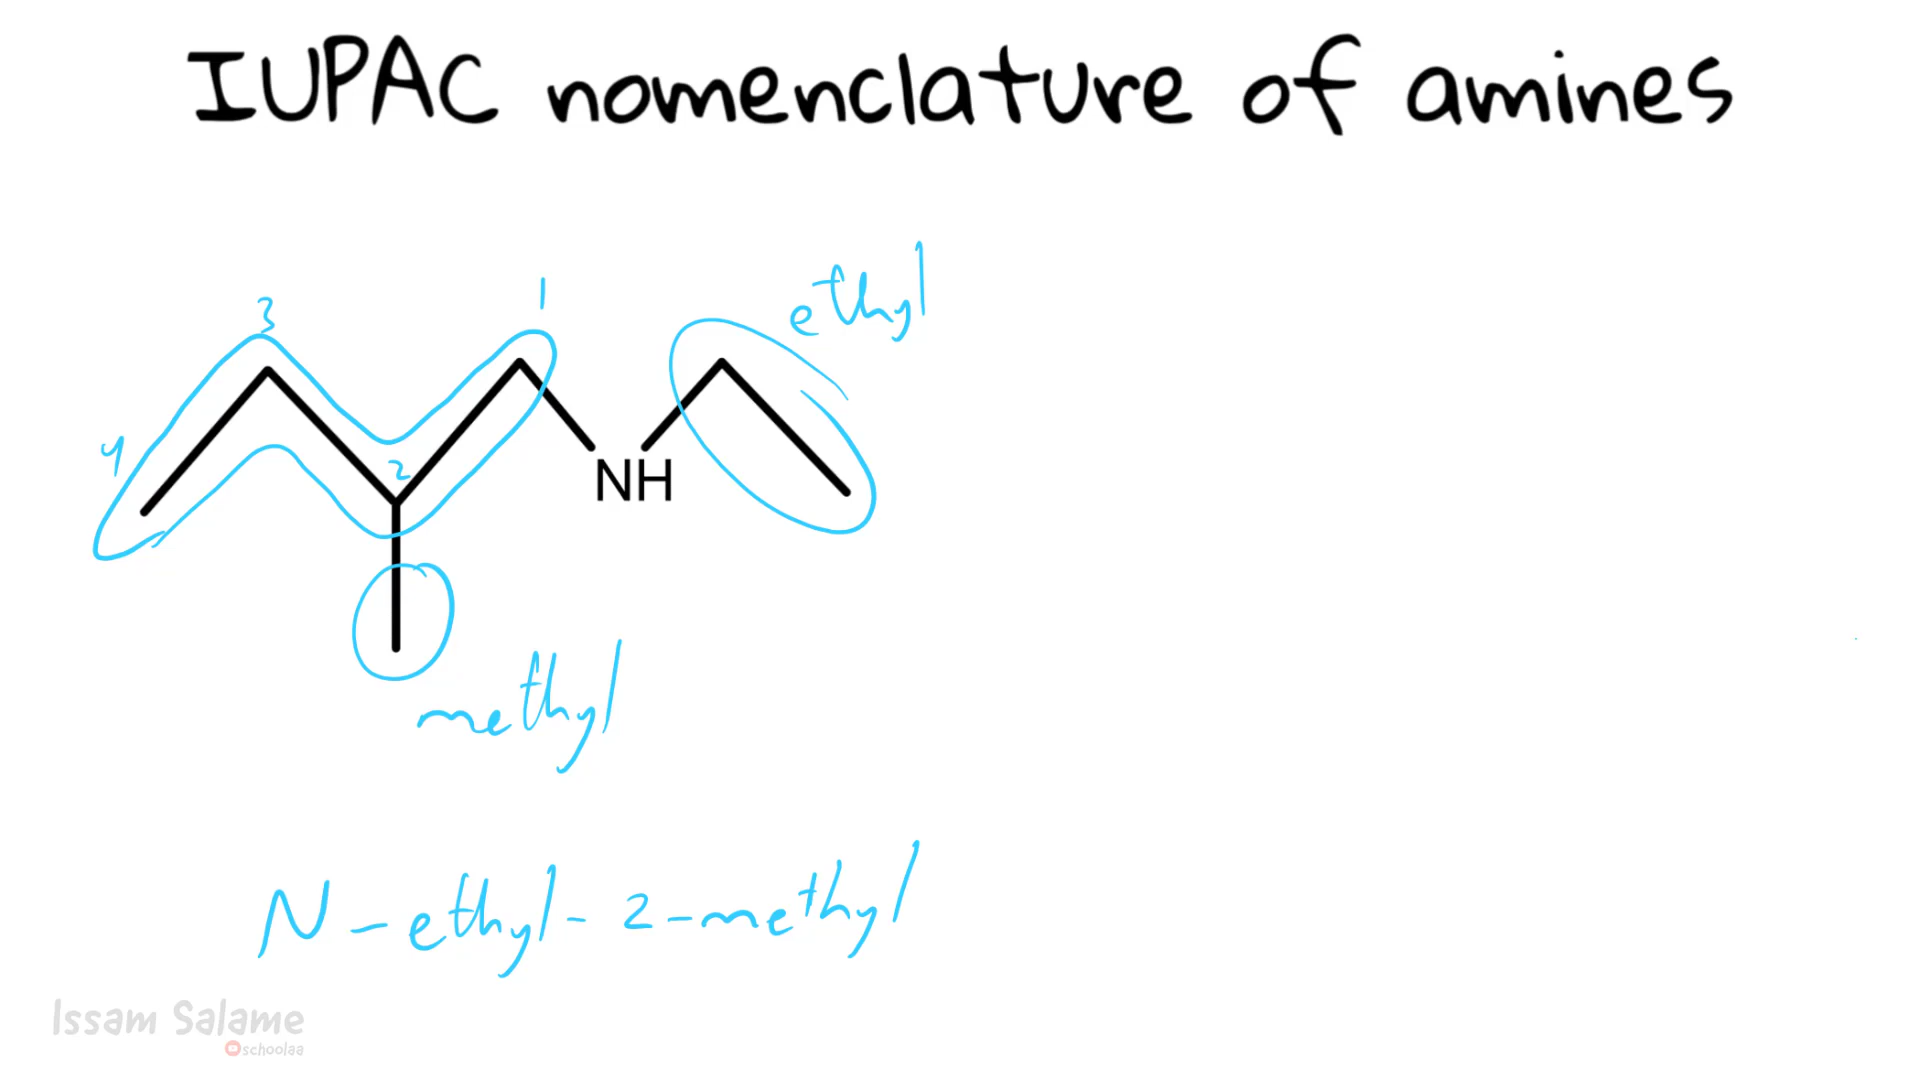 IUPAC nomenclature of amines
ethyl
1
3
4
2
NH
methyl
N-ethyl-2-methyl
Issam Salame
schoolaa